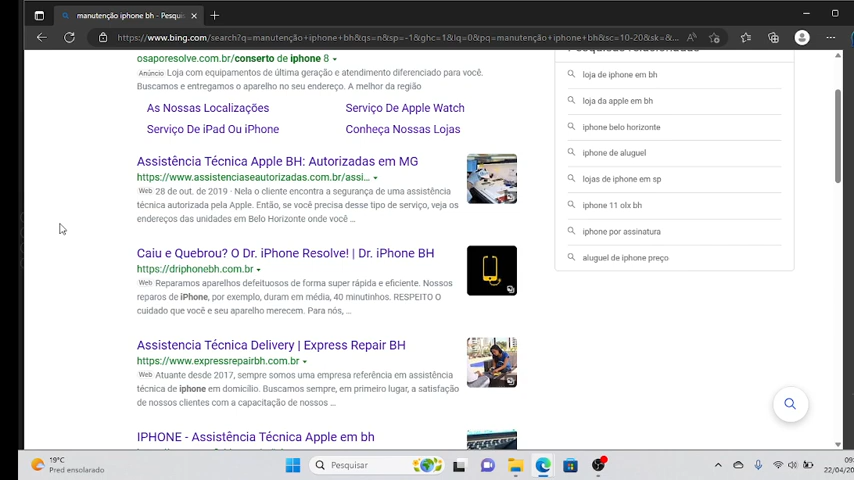 manutenção iphone bh - Pesquis
https://www.bing.com/search?q=manutenção+iphone+bh&qs=n&sp=-1&ghc=1&lq=0&pq=manutenção+iphone+bh&sc=10-20&sk=&...
osaporesolve.com.br/conserto de iphone 8
Anúncio Loja com equipamentos de última geração e atendimento diferenciado para você.
Buscamos e entregamos o aparelho no seu endereço. A melhor da região
As Nossas Localizações
Serviço De Apple Watch
Serviço De iPad Ou iPhone
Conheça Nossas Lojas
Assistência Técnica Apple BH: Autorizadas em MG
https://www.assistenciaseautorizadas.com.br/assi...
Web 28 de out. de 2019 · Nela o cliente encontra a segurança de uma assistência
técnica autorizada pela Apple. Então, se você precisa desse tipo de serviço, veja os
endereços das unidades em Belo Horizonte onde você ...
Caiu e Quebrou? O Dr. iPhone Resolve! | Dr. iPhone BH
https://driphonebh.com.br
Web Reparamos aparelhos defeituosos de forma super rápida e eficiente. Nossos
reparos de iPhone, por exemplo, duram em média, 40 minutinhos. RESPEITO O
cuidado que você e seu aparelho merecem. Para nós, ...
Assistencia Técnica Delivery | Express Repair BH
https://www.expressrepairbh.com.br
Web Atuante desde 2017, sempre somos uma empresa referência em assistência
técnica de iphone em domicílio. Buscamos sempre, em primeiro lugar, a satisfação
de nossos clientes com a capacitação de nossos ...
IPHONE - Assistência Técnica Apple em bh
loja de iphone em bh
loja da apple em bh
iphone belo horizonte
iphone de aluguel
lojas de iphone em sp
iphone 11 olx bh
iphone por assinatura
aluguel de iphone preço
19°C
Pred ensolarado
Pesquisar
09:
22/04/20